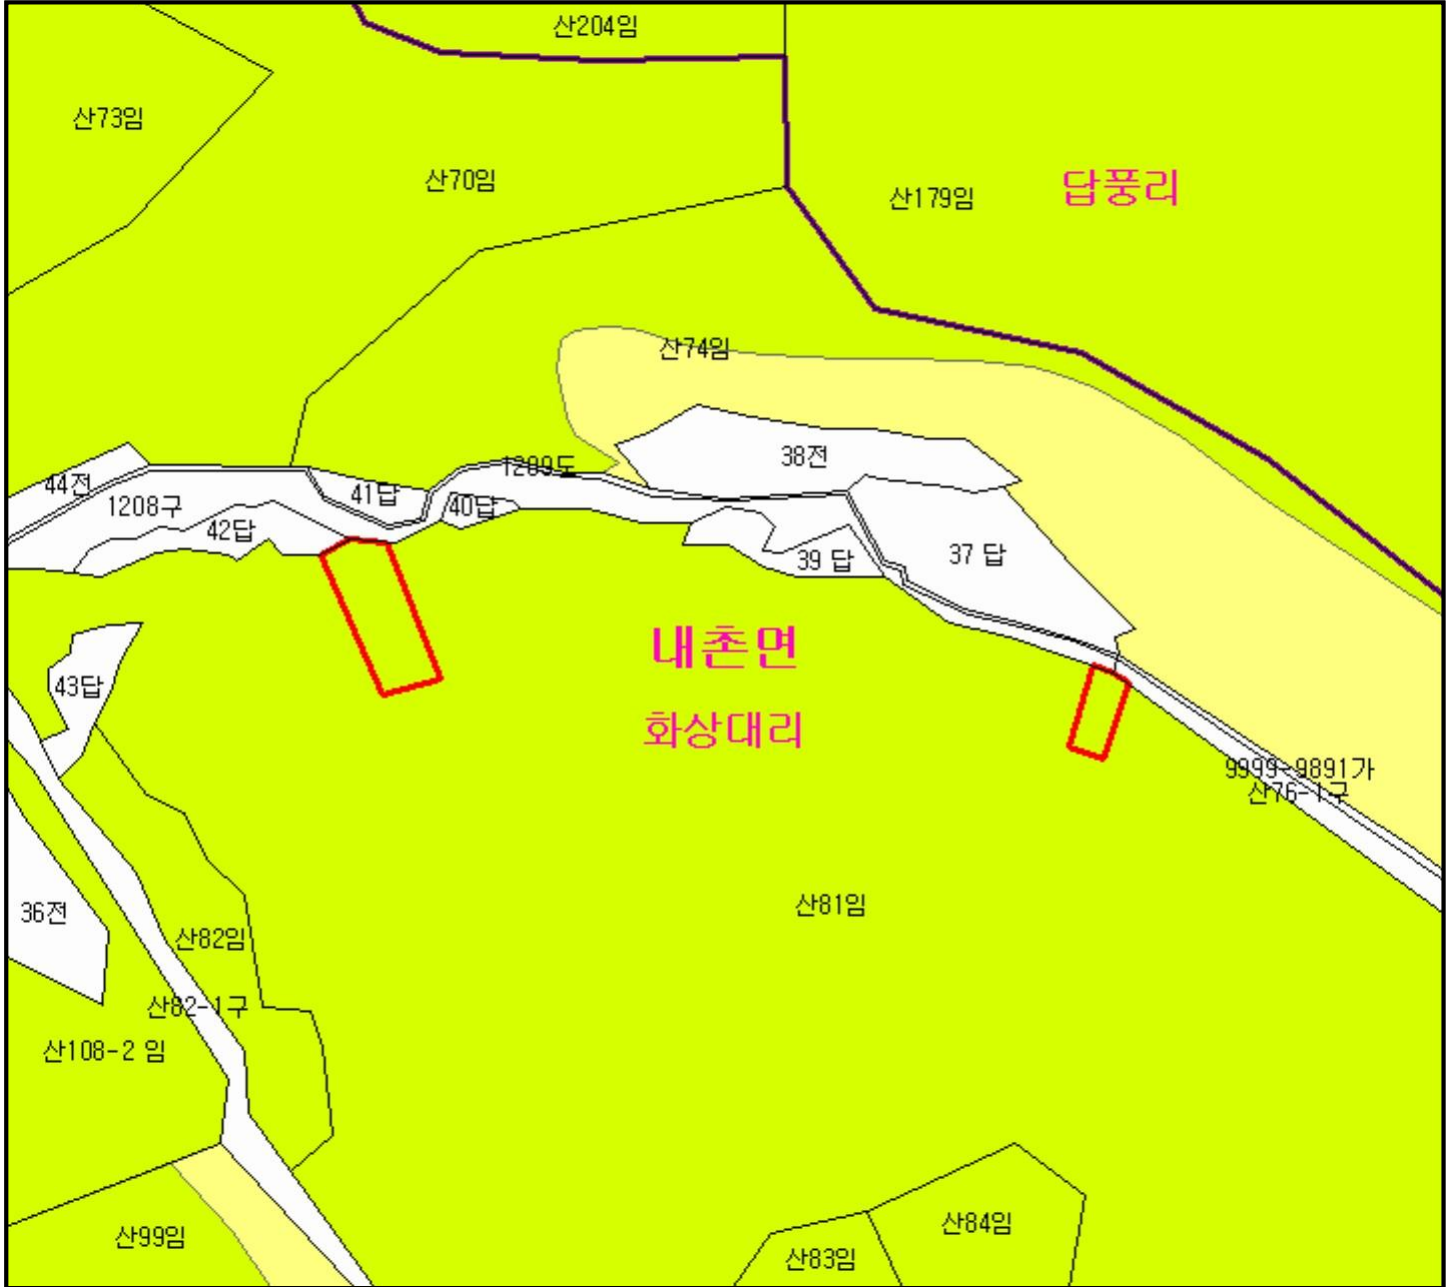 산204임
산73임
산70임
산179임
답풍리
산74임
38전
44전
1208구
41답
1209도
40답
42답
39 답
37 답
내촌면
화상대리
43답
9999-9891가
산76-1구
36전
산81임
산82임
산82-1구
산108-2 임
산99임
산84임
산83임